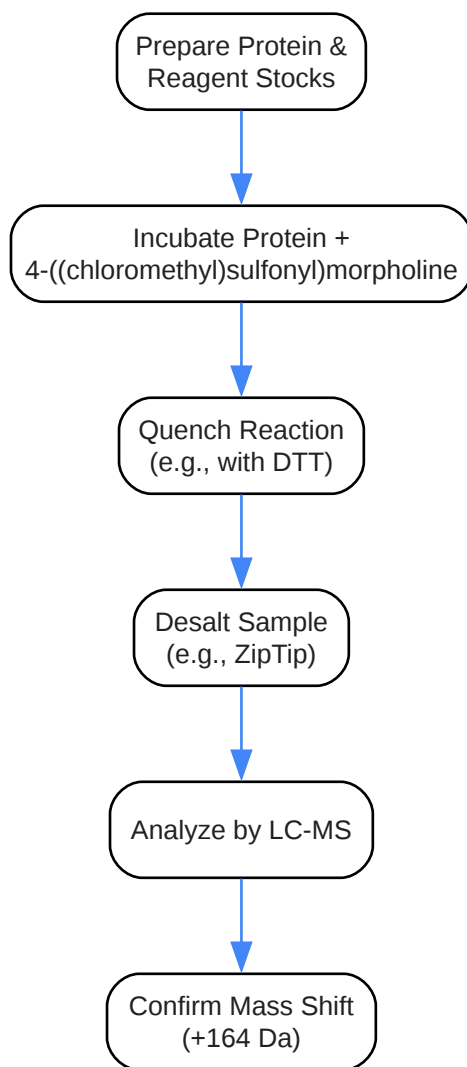 Prepare Protein &
Reagent Stocks
Incubate Protein +
4-((chloromethyl)sulfonyl)morpholine
Quench Reaction
(e.g., with DTT)
Desalt Sample
(e.g., ZipTip)
Analyze by LC-MS
Confirm Mass Shift
(+164 Da)